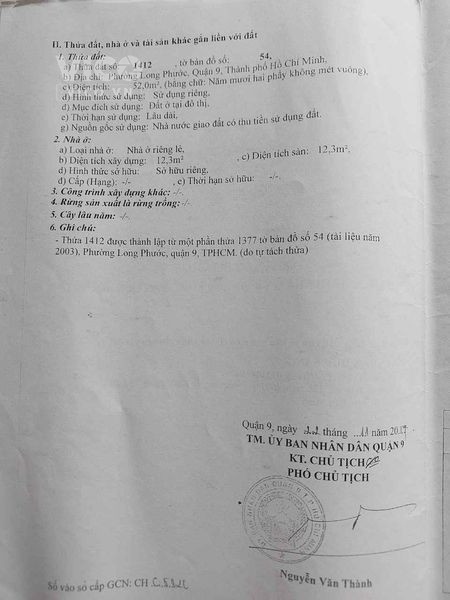 II. Thửa đất, nhà ở và tài sản khác gắn liền với đất
1. Thửa đất:
a) Thửa đất số: 1412 , tờ bản đồ số: 54,
b) Địa chỉ: Phường Long Phước, Quận 9, Thành phố Hồ Chí Minh,
c) Diện tích: 52,0m², (bằng chữ: Năm mươi hai phẩy không mét vuông),
d) Hình thức sử dụng: Sử dụng riêng,
đ) Mục đích sử dụng: Đất ở tại đô thị,
e) Thời hạn sử dụng: Lâu dài,
g) Nguồn gốc sử dụng: Nhà nước giao đất có thu tiền sử dụng đất.
2. Nhà ở:
a) Loại nhà ở: Nhà ở riêng lẻ,
b) Diện tích xây dựng: 12,3m² , c) Diện tích sàn: 12,3m²,
d) Hình thức sở hữu: Sở hữu riêng,
đ) Cấp (Hạng): -/- , e) Thời hạn sở hữu: -/-
3. Công trình xây dựng khác: -/-
4. Rừng sản xuất là rừng trồng: -/-
5. Cây lâu năm: -/-
6. Ghi chú:
- Thửa 1412 được thành lập từ một phần thửa 1377 tờ bản đồ số 54 (tài liệu năm
2003), Phường Long Phước, quận 9, TPHCM. (do tự tách thửa)
Quận 9, ngày tháng 11 năm
TM. ỦY BAN NHÂN DÂN QUẬN 9
KT. CHỦ TỊCH
PHÓ CHỦ TỊCH
Nguyễn Văn Thành
Số vào sổ cấp GCN: CH